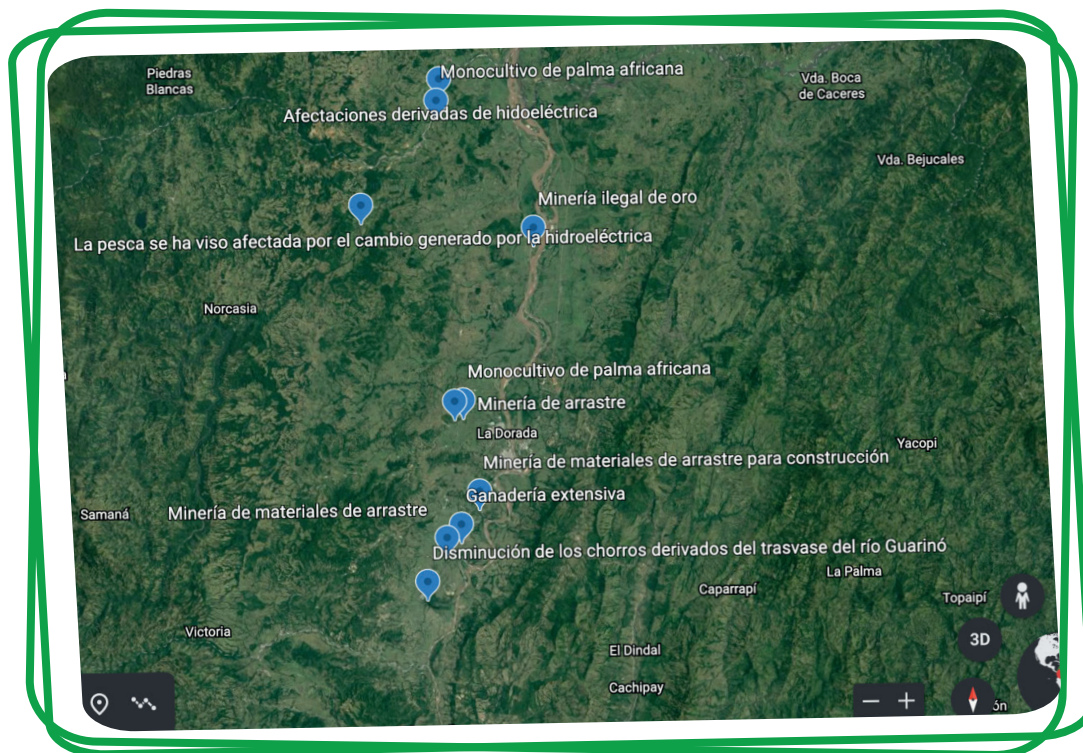 Piedras
Blancas
Monocultivo de palma africana
Vda. Boca
de Caceres
Afectaciones derivadas de hidoeléctrica
Vda. Bejucales
Minería ilegal de oro
La pesca se ha viso afectada por el cambio generado por la hidroeléctrica
Norcasia
Monocultivo de palma africana
Minería de arrastre
La Dorada
Yacopi
Minería de materiales de arrastre para construcción
Ganadería extensiva
Samaná
Minería de materiales de arrastre
Disminución de los chorros derivados del trasvase del río Guarinó
La Palma
Caparrapí
Topaipí
Victoria
3D
El Dindal
Cachipay
ón